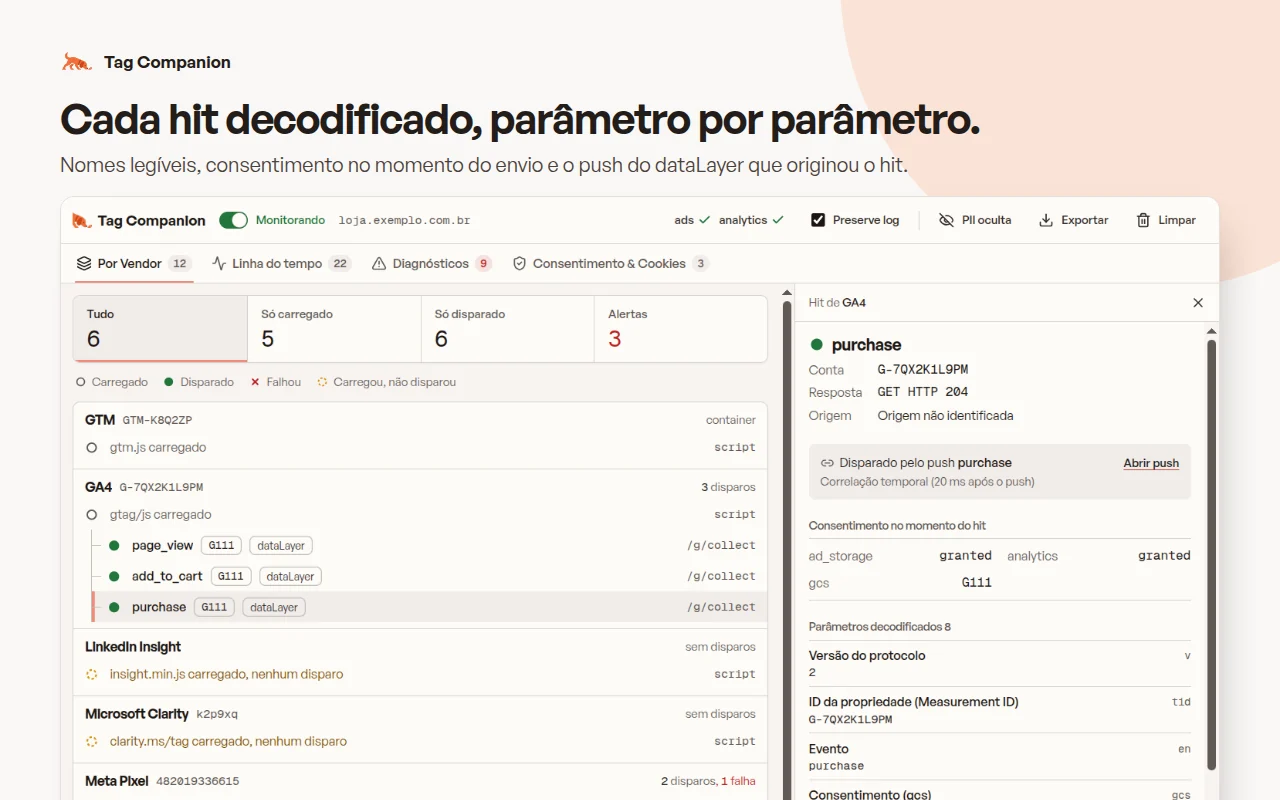 Tag Companion
Cada hit decodificado, parâmetro por parâmetro.
Nomes legíveis, consentimento no momento do envio e o push do dataLayer que originou o hit.
Tag Companion Monitorando loja.exemplo.com.br ads analytics Preserve log PII oculta Exportar Limpar
Por Vendor 12 Linha do tempo 22 Diagnósticos 9 Consentimento & Cookies 3
Tudo Só carregado Só disparado Alertas
6 5 6 3
Carregado Disparado Falhou Carregou, não disparou
GTM GTM-K8Q2ZP container
gtm.js carregado script
GA4 G-7QX2K1L9PM 3 disparos
gtag/js carregado script
page_view G111 dataLayer /g/collect
add_to_cart G111 dataLayer /g/collect
purchase G111 dataLayer /g/collect
LinkedIn Insight sem disparos
insight.min.js carregado, nenhum disparo script
Microsoft Clarity k2p9xq sem disparos
clarity.ms/tag carregado, nenhum disparo script
Meta Pixel 482019336615 2 disparos, 1 falha
Hit de GA4
purchase
Conta G-7QX2K1L9PM
Resposta GET HTTP 204
Origem Origem não identificada
Disparado pelo push purchase Abrir push
Correlação temporal (20 ms após o push)
Consentimento no momento do hit
ad_storage granted analytics granted
gcs G111
Parâmetros decodificados 8
Versão do protocolo v
2
ID da propriedade (Measurement ID) tid
G-7QX2K1L9PM
Evento en
purchase
Consentimento (gcs) gcs